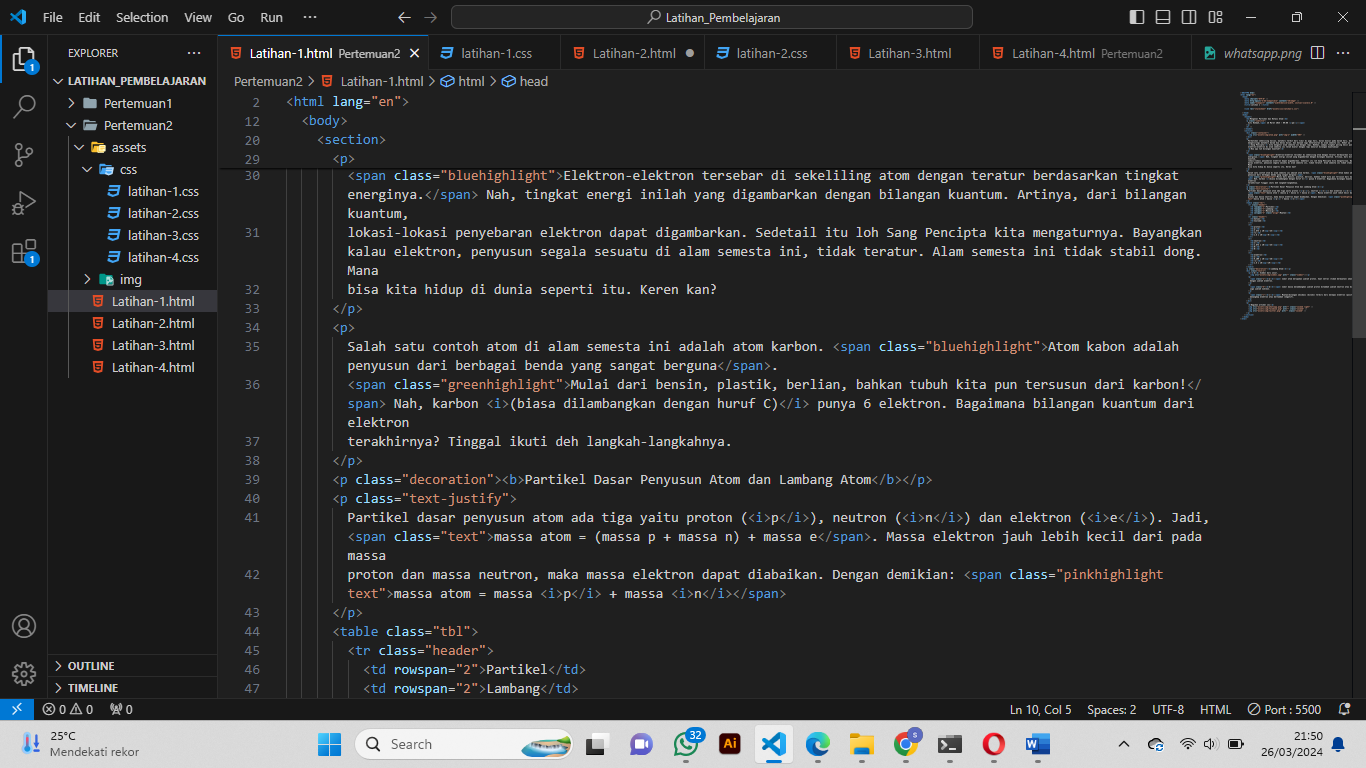 File Edit Selection View Go Run ··· Latihan_Pembelajaran
EXPLORER ···
LATIHAN_PEMBELAJARAN
Pertemuan1
Pertemuan2
assets
css
latihan-1.css
latihan-2.css
latihan-3.css
latihan-4.css
img
Latihan-1.html
Latihan-2.html
Latihan-3.html
Latihan-4.html
OUTLINE
TIMELINE
1
1
Latihan-1.html Pertemuan2 latihan-1.css Latihan-2.html latihan-2.css Latihan-3.html Latihan-4.html Pertemuan2 whatsapp.png ···
Pertemuan2 > Latihan-1.html > html > head
2 <html lang="en">
12 <body>
20 <section>
29 <p>
30 <span class="bluehighlight">Elektron-elektron tersebar di sekeliling atom dengan teratur berdasarkan tingkat
energinya.</span> Nah, tingkat energi inilah yang digambarkan dengan bilangan kuantum. Artinya, dari bilangan
kuantum,
31 lokasi-lokasi penyebaran elektron dapat digambarkan. Sedetail itu loh Sang Pencipta kita mengaturnya. Bayangkan
kalau elektron, penyusun segala sesuatu di alam semesta ini, tidak teratur. Alam semesta ini tidak stabil dong.
Mana
32 bisa kita hidup di dunia seperti itu. Keren kan?
33 </p>
34 <p>
35 Salah satu contoh atom di alam semesta ini adalah atom karbon. <span class="bluehighlight">Atom kabon adalah
penyusun dari berbagai benda yang sangat berguna</span>.
36 <span class="greenhighlight">Mulai dari bensin, plastik, berlian, bahkan tubuh kita pun tersusun dari karbon!</
span> Nah, karbon <i>(biasa dilambangkan dengan huruf C)</i> punya 6 elektron. Bagaimana bilangan kuantum dari
elektron
37 terakhirnya? Tinggal ikuti deh langkah-langkahnya.
38 </p>
39 <p class="decoration"><b>Partikel Dasar Penyusun Atom dan Lambang Atom</b></p>
40 <p class="text-justify">
41 Partikel dasar penyusun atom ada tiga yaitu proton (<i>p</i>), neutron (<i>n</i>) dan elektron (<i>e</i>). Jadi,
<span class="text">massa atom = (massa p + massa n) + massa e</span>. Massa elektron jauh lebih kecil dari pada
massa
42 proton dan massa neutron, maka massa elektron dapat diabaikan. Dengan demikian: <span class="pinkhighlight
text">massa atom = massa <i>p</i> + massa <i>n</i></span>
43 </p>
44 <table class="tbl">
45 <tr class="header">
46 <td rowspan="2">Partikel</td>
47 <td rowspan="2">Lambang</td>
0 0 0 Ln 10, Col 5 Spaces: 2 UTF-8 HTML Port : 5500
25°C
Mendekati rekor
Search
32
Ai
S
21:50
26/03/2024